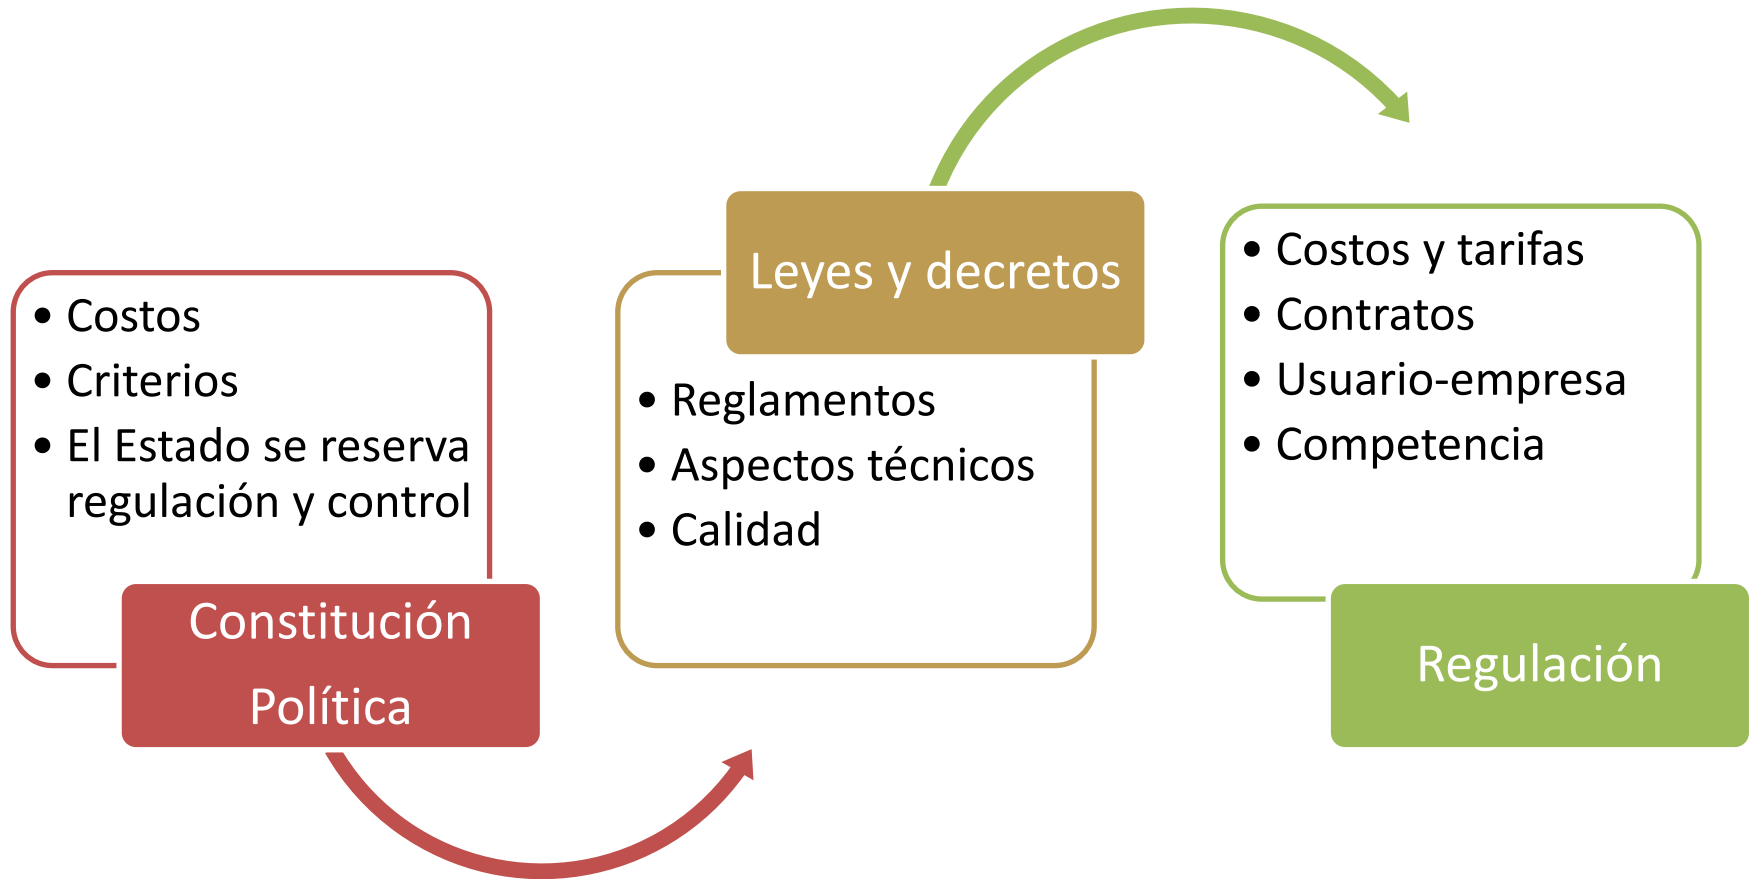 • Costos
• Criterios
• El Estado se reserva
regulación y control
Constitución
Política
Leyes y decretos
• Reglamentos
• Aspectos técnicos
• Calidad
• Costos y tarifas
• Contratos
• Usuario-empresa
• Competencia
Regulación